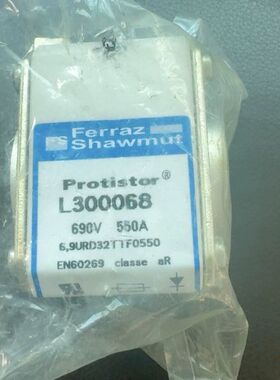 Ferraz
Shawmut
Protistor®
L300068
690V 550A
6,9URD32TTF0550
EN60269 classe aR